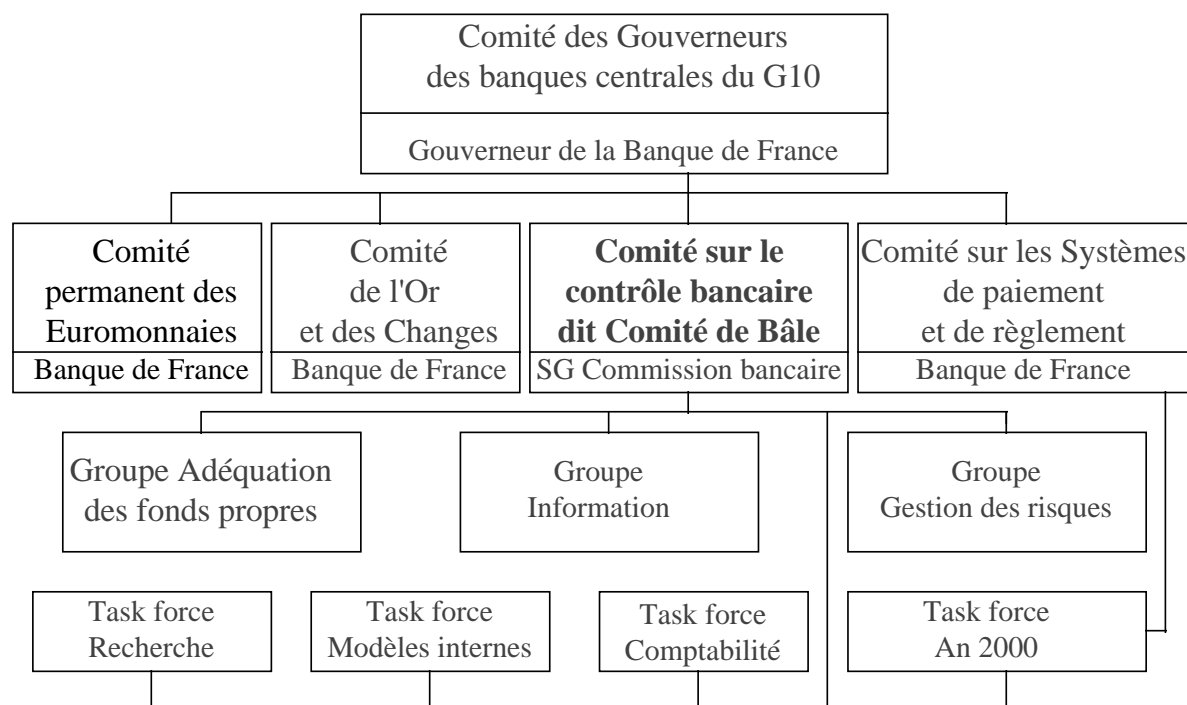 Comité des Gouverneurs
des banques centrales du G10
Gouverneur de la Banque de France
Comité
permanent des
Euromonnaies
Banque de France
Comité
de l'Or
et des Changes
Banque de France
Comité sur le
contrôle bancaire
dit Comité de Bâle
SG Commission bancaire
Comité sur les Systèmes
de paiement
et de règlement
Banque de France
Groupe Adéquation
des fonds propres
Groupe
Information
Groupe
Gestion des risques
Task force
Recherche
Task force
Modèles internes
Task force
Comptabilité
Task force
An 2000